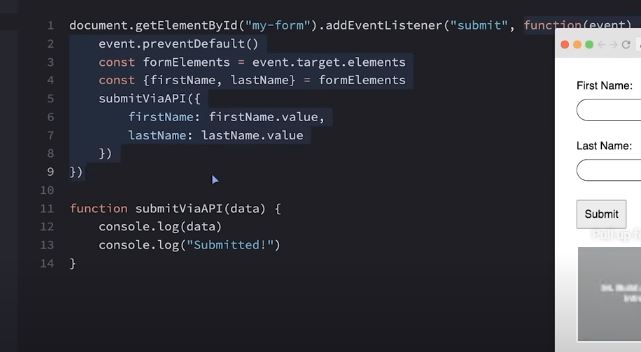 1 document.getElementById("my-form").addEventListener("submit", function(event)
2 event.preventDefault()
3 const formElements = event.target.elements
4 const {firstName, lastName} = formElements
5 submitViaAPI({
6 firstName: firstName.value,
7 lastName: lastName.value
8 })
9 })
10
11 function submitViaAPI(data) {
12 console.log(data)
13 console.log("Submitted!")
14 }
First Name:
Last Name:
Submit
Pull up f